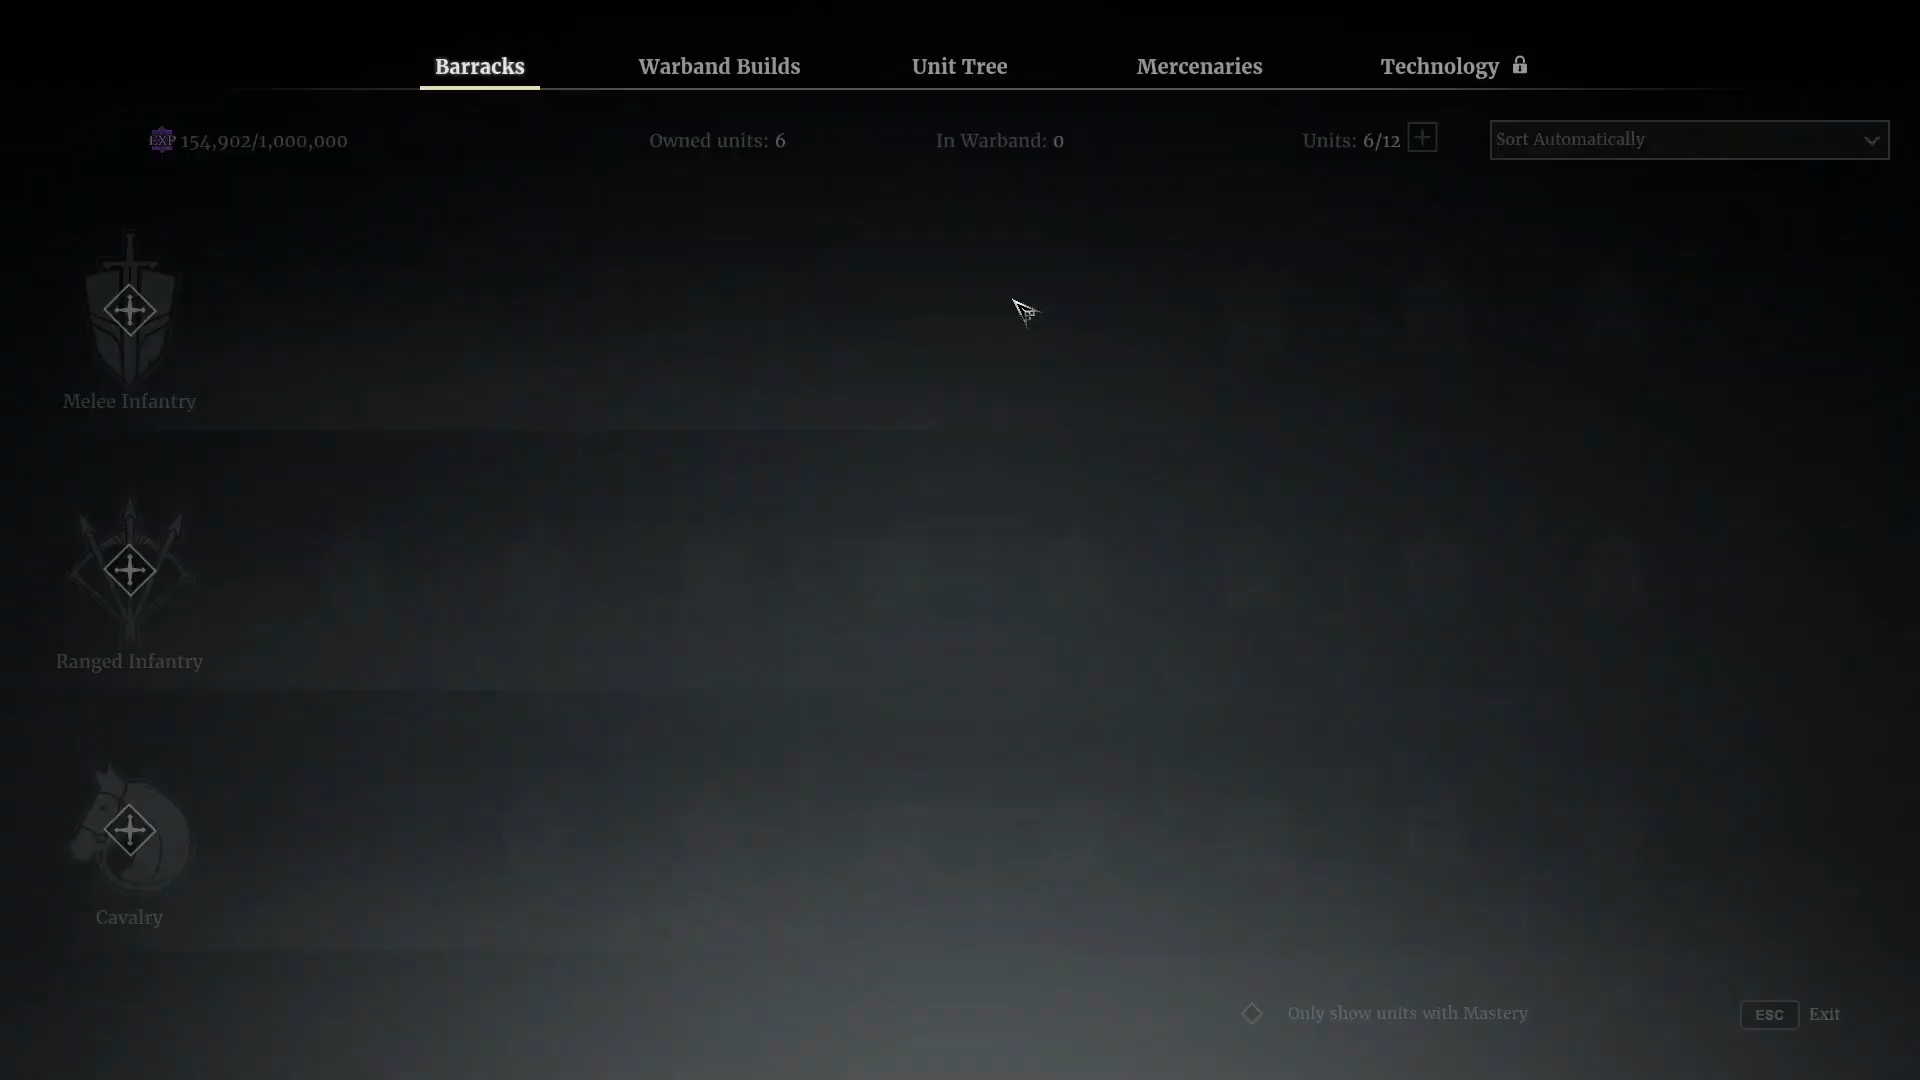 Barracks
Warband Builds
Unit Tree
Mercenaries
Technology
EXP 154,902/1,000,000
Owned units: 6
In Warband: 0
Units: 6/12
Sort Automatically
Melee Infantry
Ranged Infantry
Cavalry
Only show units with Mastery
ESC Exit